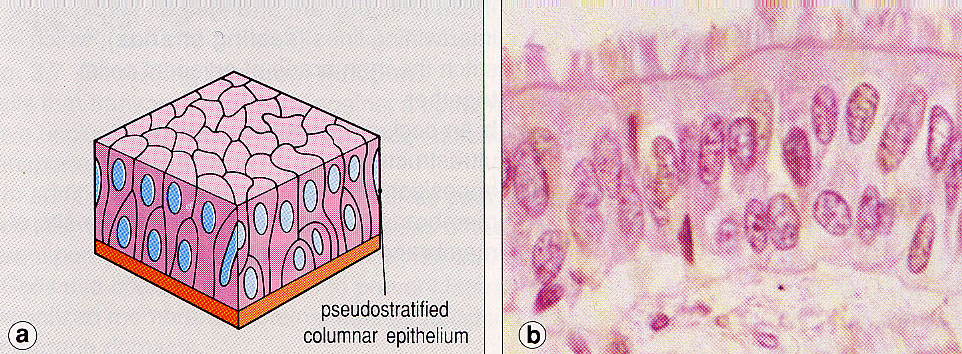 pseudostratified
columnar epithelium
a
b